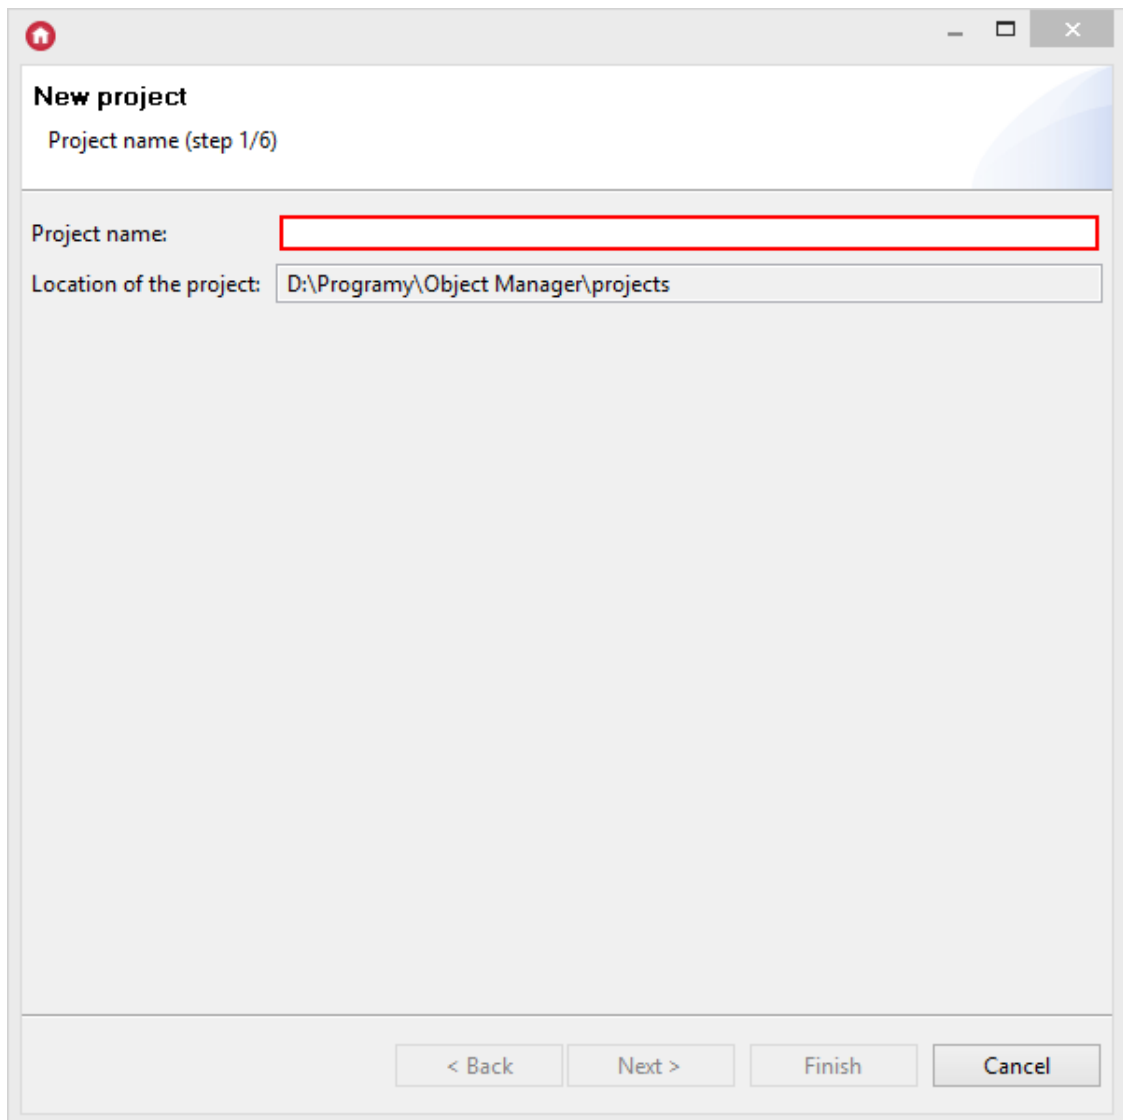 New project
Project name (step 1/6)
Project name:
Location of the project: D:\Programy\Object Manager\projects
< Back Next > Finish Cancel